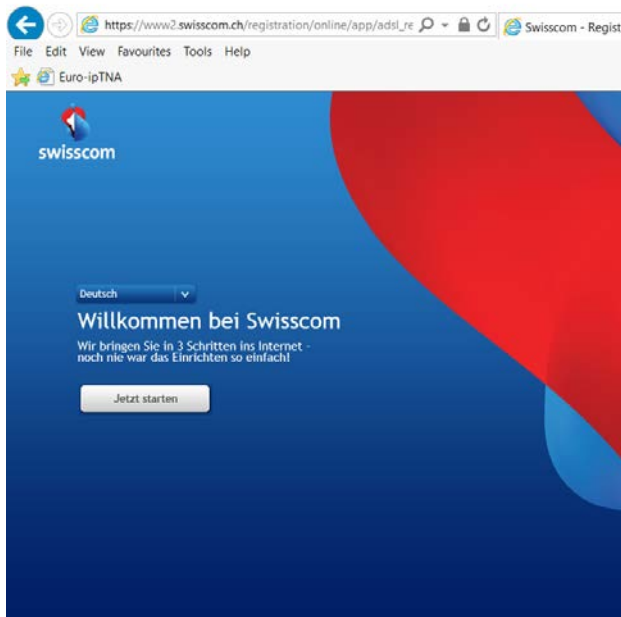 https://www2.swisscom.ch/registration/online/app/adsl_re
Swisscom - Regist
File Edit View Favourites Tools Help
Euro-ipTNA
swisscom
Deutsch
Willkommen bei Swisscom
Wir bringen Sie in 3 Schritten ins Internet -
noch nie war das Einrichten so einfach!
Jetzt starten